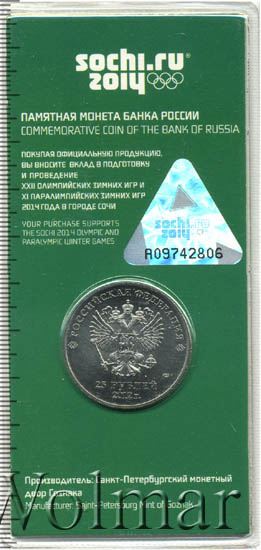 sochi.ru
2014
ПАМЯТНАЯ МОНЕТА БАНКА РОССИИ
COMMEMORATIVE COIN OF THE BANK OF RUSSIA
ПОКУПАЯ ОФИЦИАЛЬНУЮ ПРОДУКЦИЮ,
ВЫ ВНОСИТЕ ВКЛАД В ПОДГОТОВКУ
И ПРОВЕДЕНИЕ
XXII ОЛИМПИЙСКИХ ЗИМНИХ ИГР И
XI ПАРАЛИМПИЙСКИХ ЗИМНИХ ИГР
2014 ГОДА В ГОРОДЕ СОЧИ
YOUR PURCHASE SUPPORTS
THE SOCHI 2014 OLYMPIC AND
PARALYMPIC WINTER GAMES
sochi.ru
2014
R09742806
РОССИЙСКАЯ ФЕДЕРАЦИЯ
25 РУБЛЕЙ
Производитель: Санкт-Петербургский монетный
двор Гознака
Manufacturer: Saint-Petersburg Mint of Goznak
Wolmar